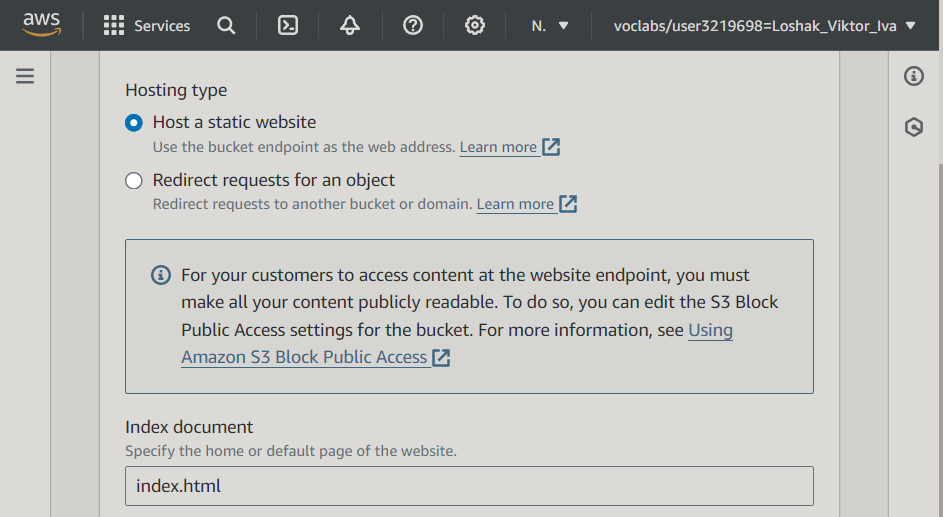 aws Services N. voclabs/user3219698=Loshak_Viktor_Iva
Hosting type
Host a static website
Use the bucket endpoint as the web address. Learn more
Redirect requests for an object
Redirect requests to another bucket or domain. Learn more
For your customers to access content at the website endpoint, you must
make all your content publicly readable. To do so, you can edit the S3 Block
Public Access settings for the bucket. For more information, see Using
Amazon S3 Block Public Access
Index document
Specify the home or default page of the website.
index.html